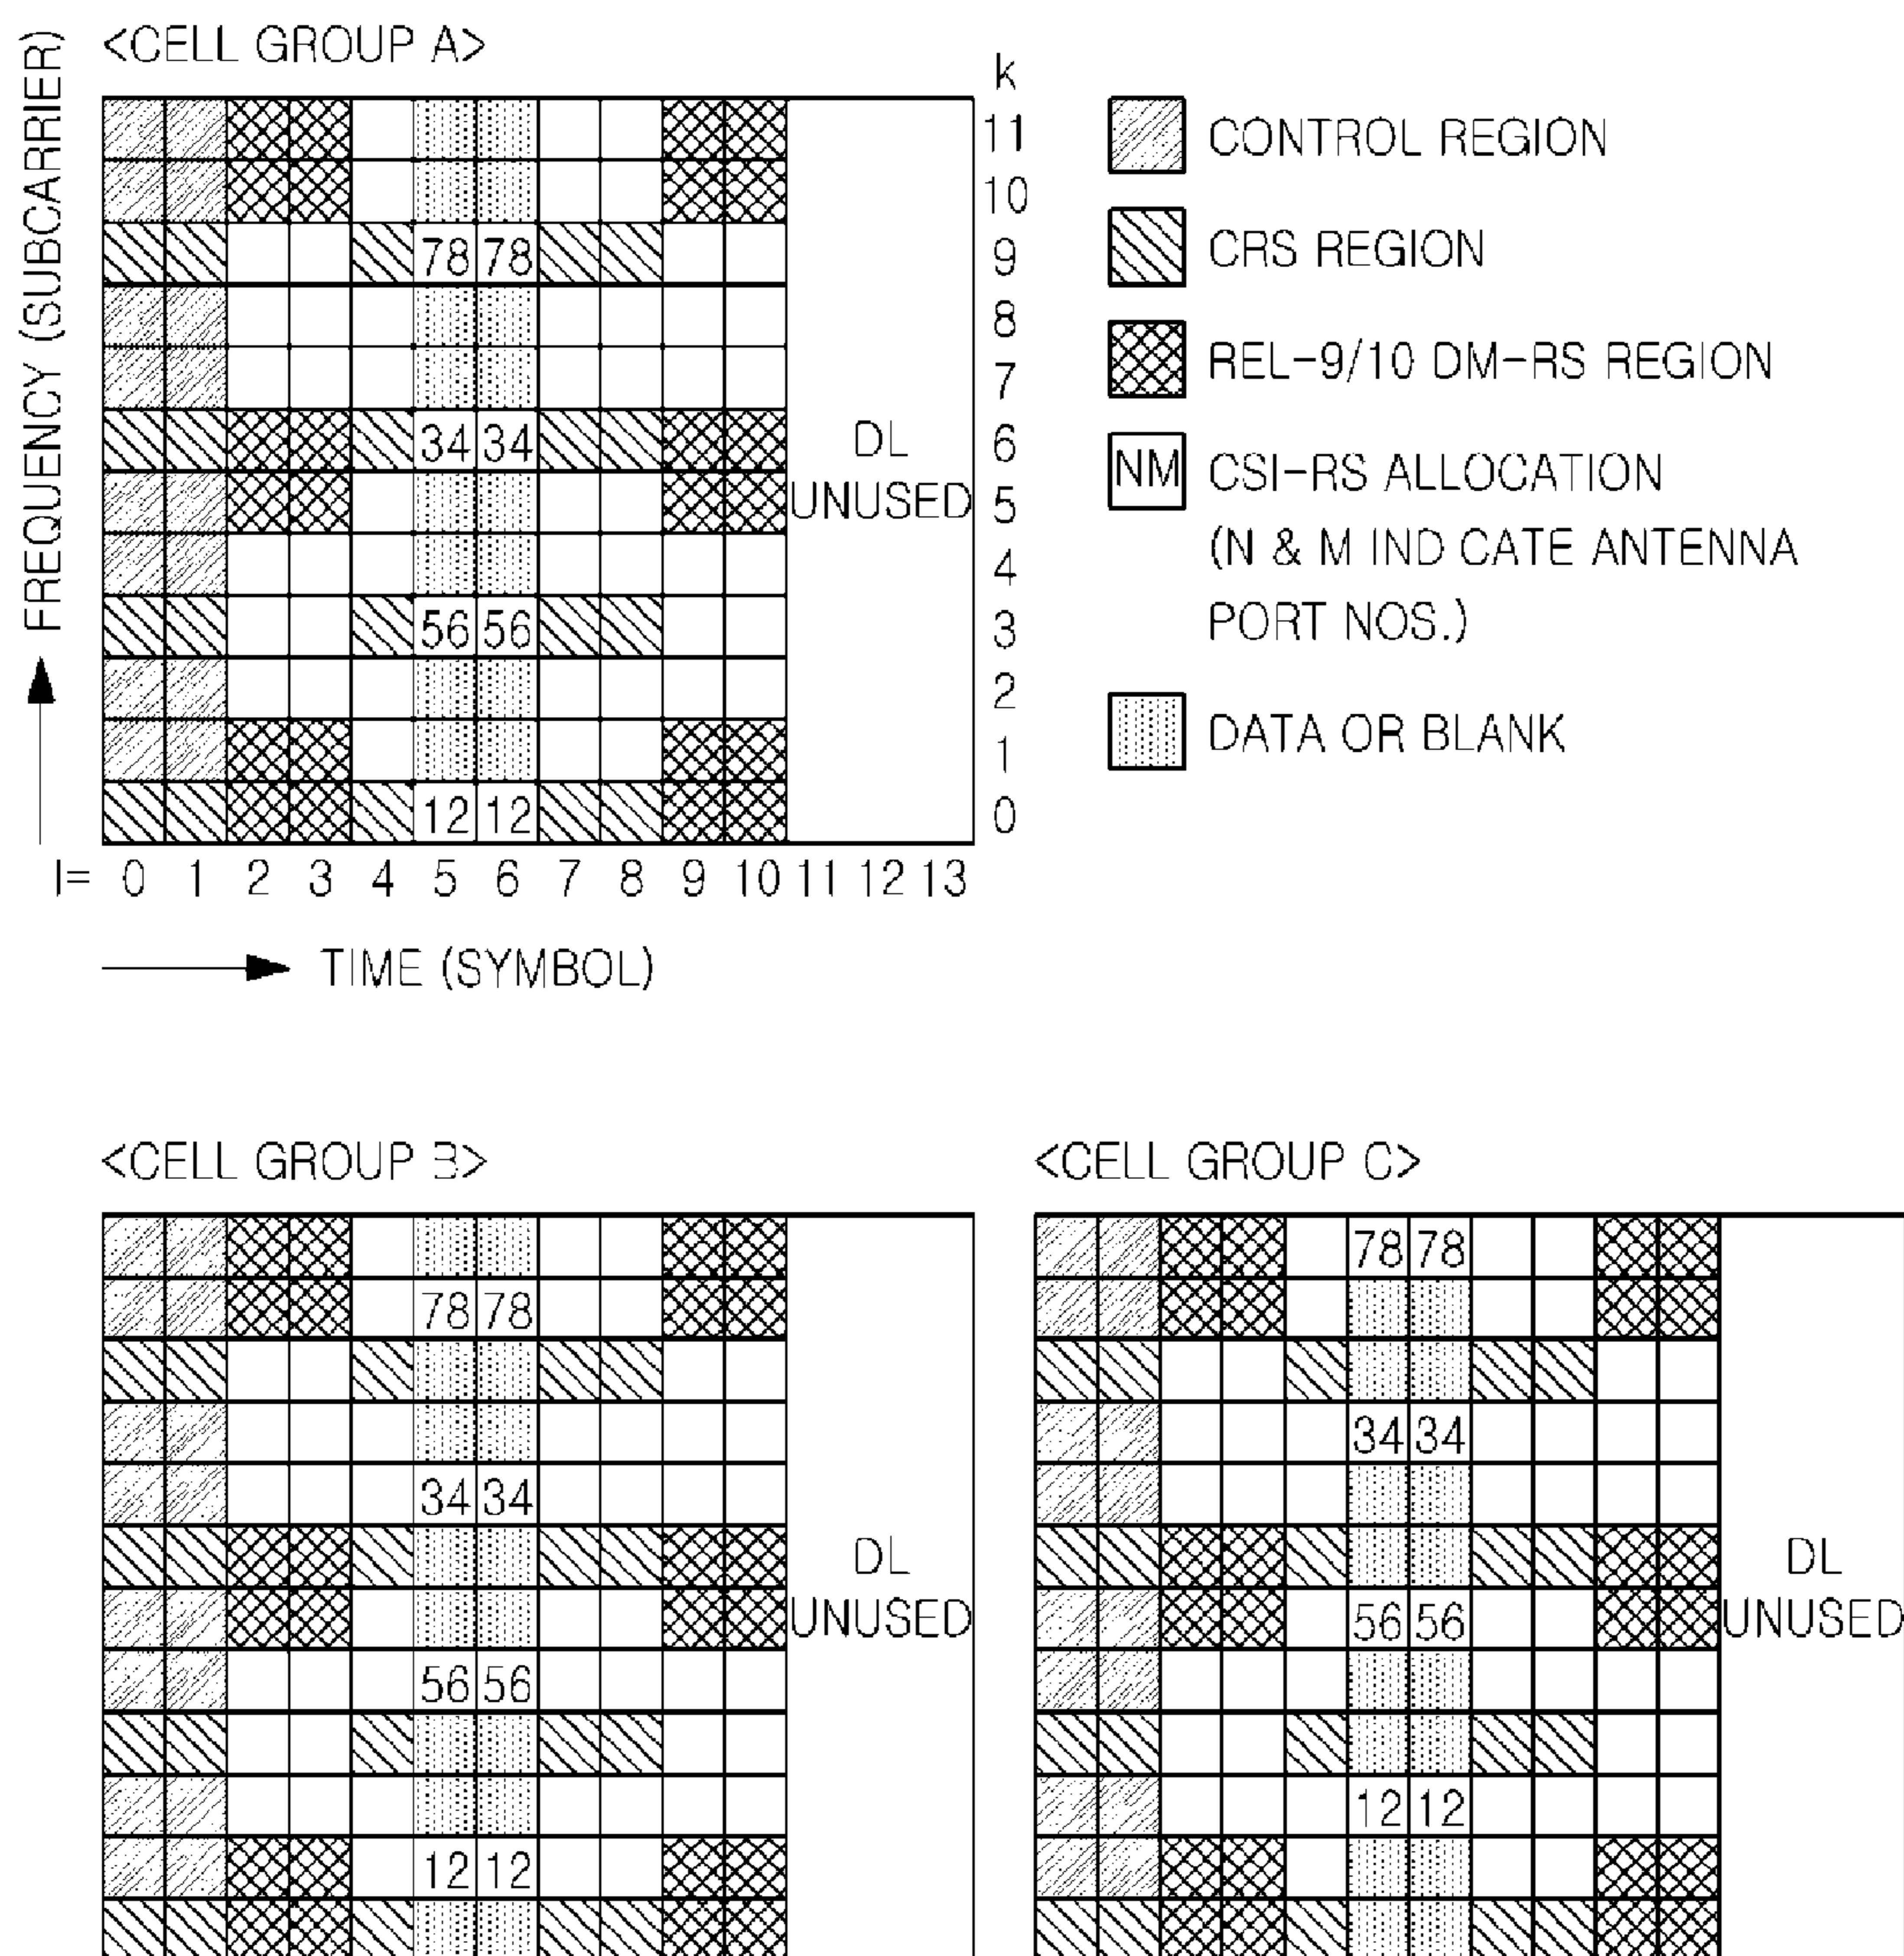 <CELL GROUP A>
FREQUENCY (SUBCARRIER)
k
11
10
78 78 9
8
7
34 34 6
5
4
56 56 3
2
1
12 12 0
DL
UNUSED
l= 0 1 2 3 4 5 6 7 8 9 10 11 12 13
TIME (SYMBOL)
CONTROL REGION
CRS REGION
REL-9/10 DM-RS REGION
NM CSI-RS ALLOCATION
(N & M IND CATE ANTENNA
PORT NOS.)
DATA OR BLANK
<CELL GROUP B>
78 78
34 34
56 56
12 12
DL
UNUSED
<CELL GROUP C>
78 78
34 34
56 56
12 12
DL
UNUSED